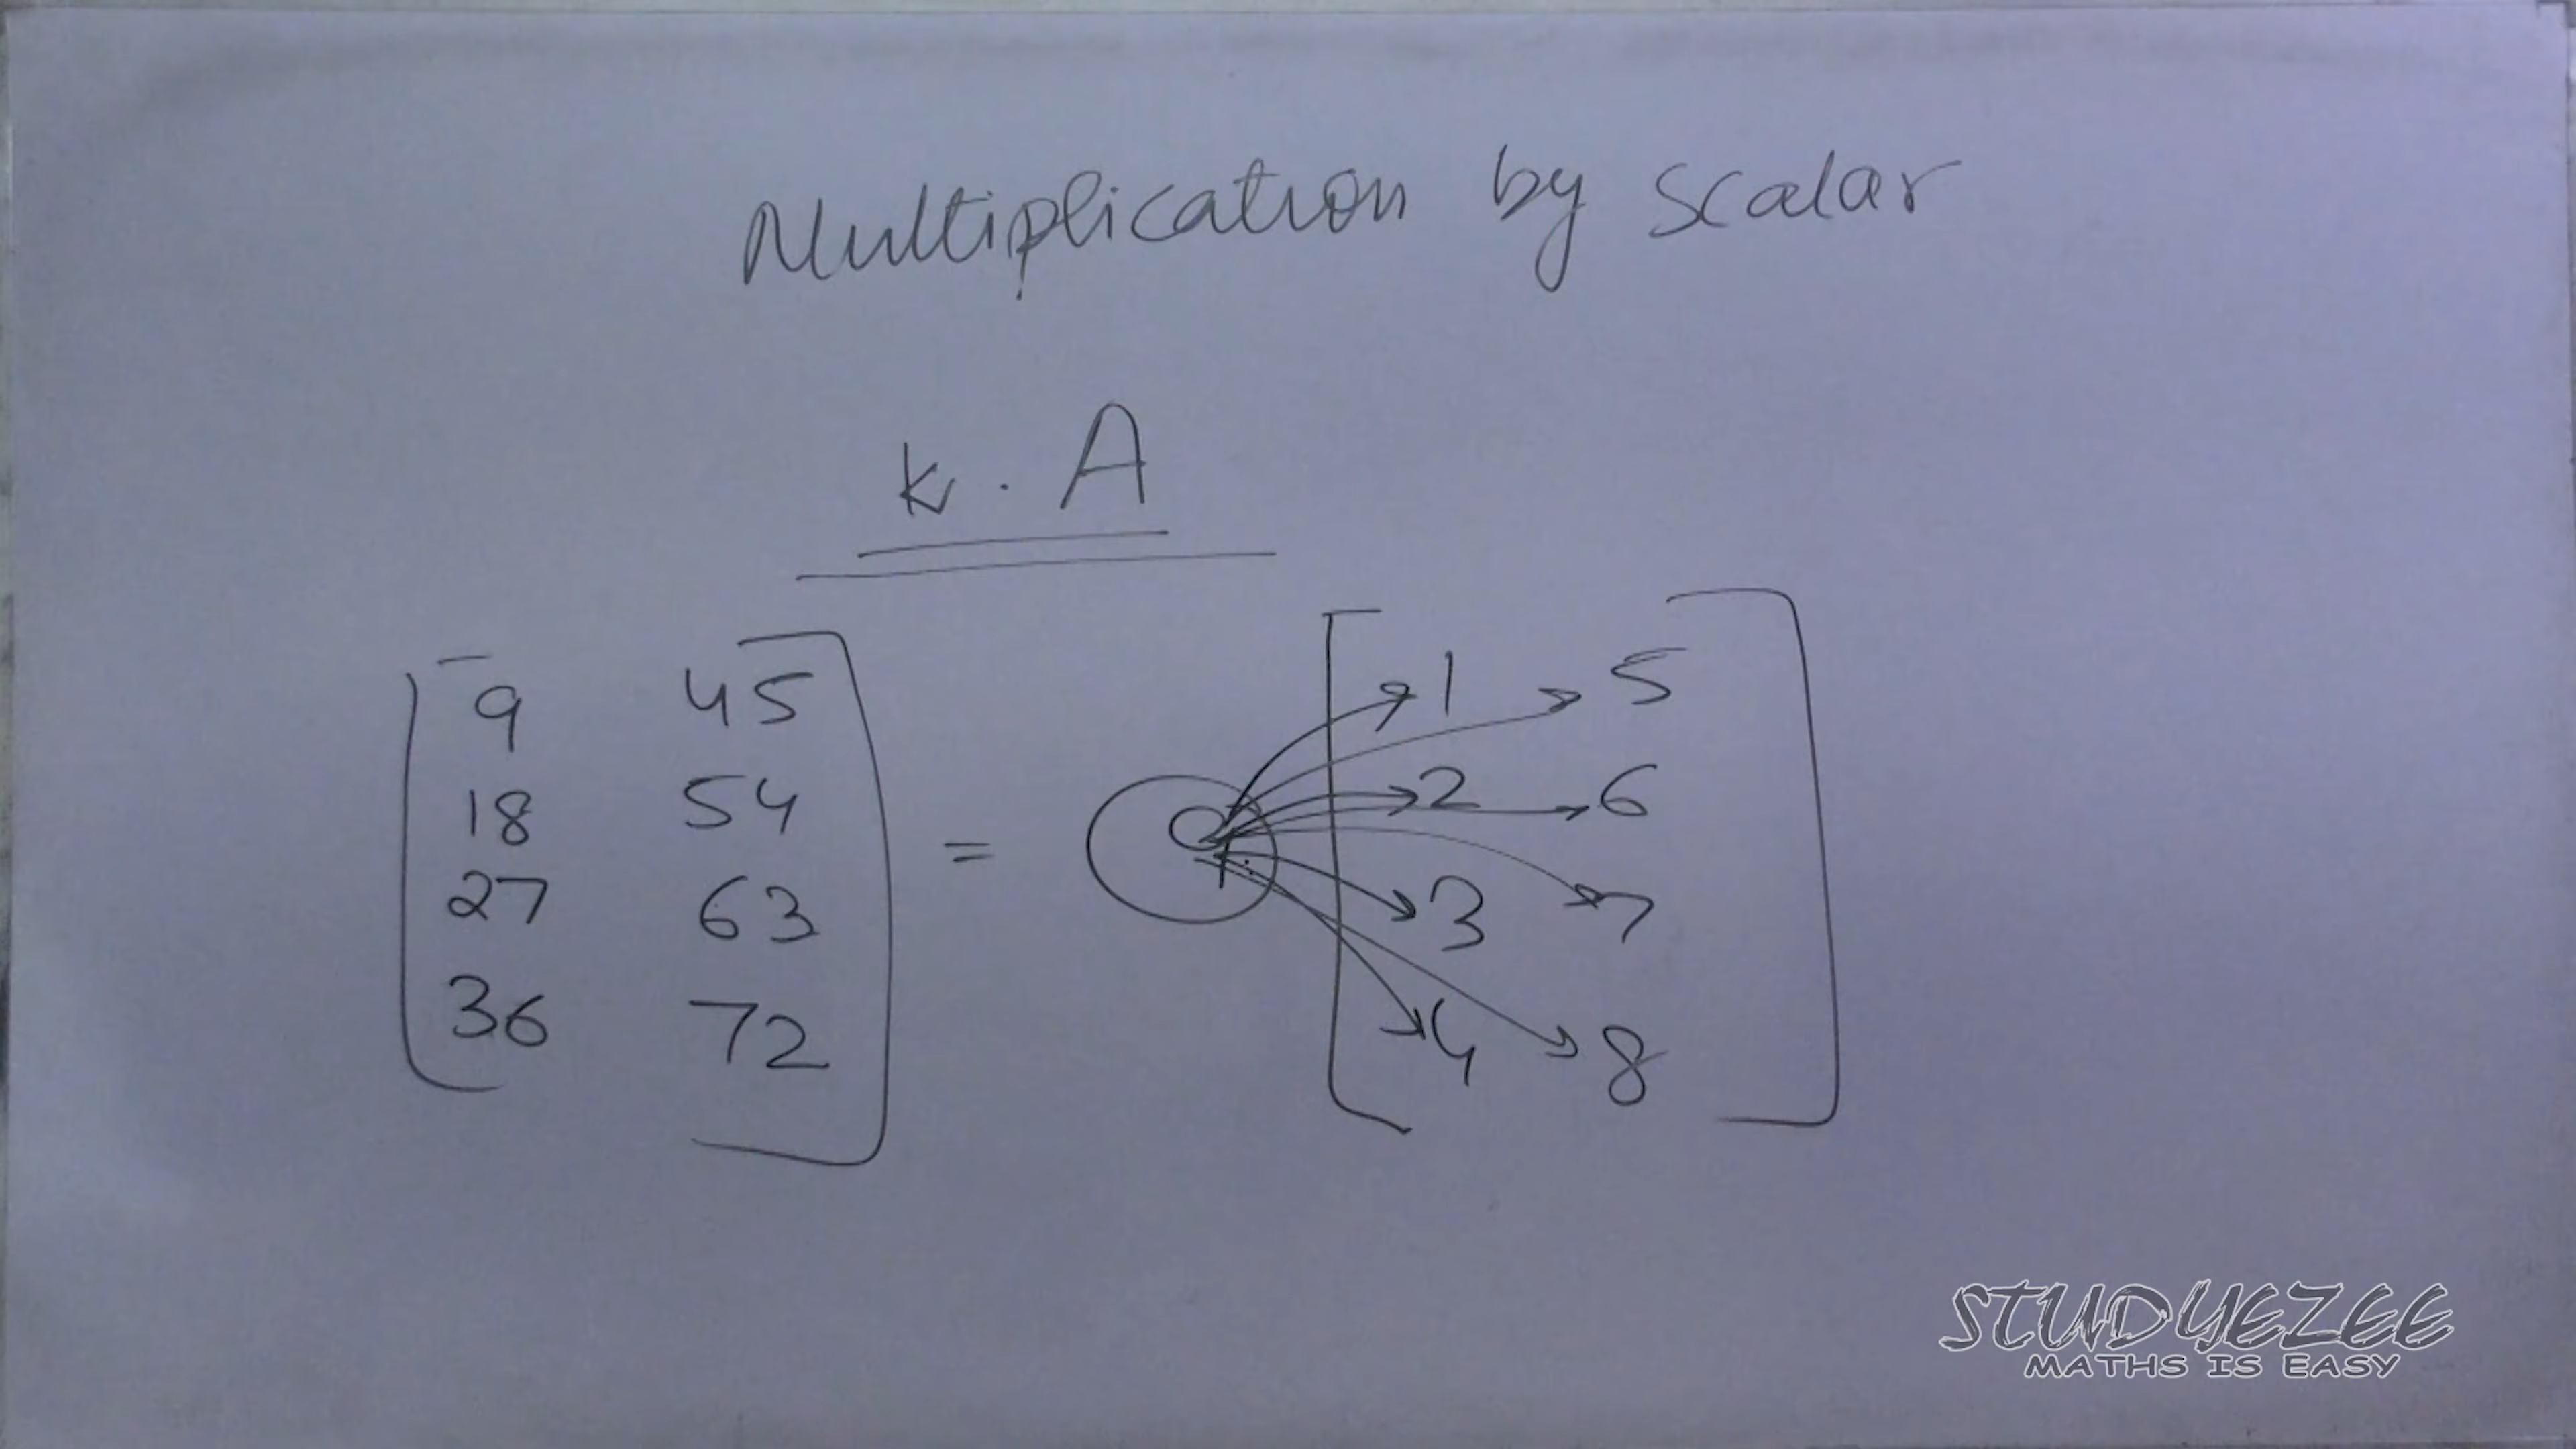 Multiplication by scalar
k . A
9 45 1 5
18 54 2 6
= 9
27 63 3 7
36 72 4 8
STUDYEZEE
MATHS IS EASY